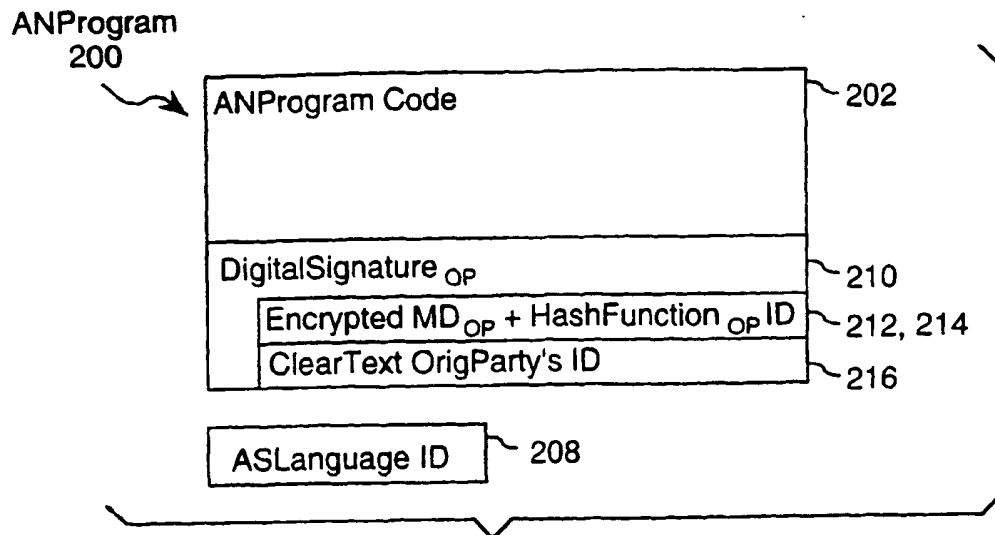 ANProgram
200
ANProgram Code
202
DigitalSignature OP
210
Encrypted MD OP + HashFunction OP ID
212, 214
ClearText OrigParty's ID
216
ASLanguage ID
208